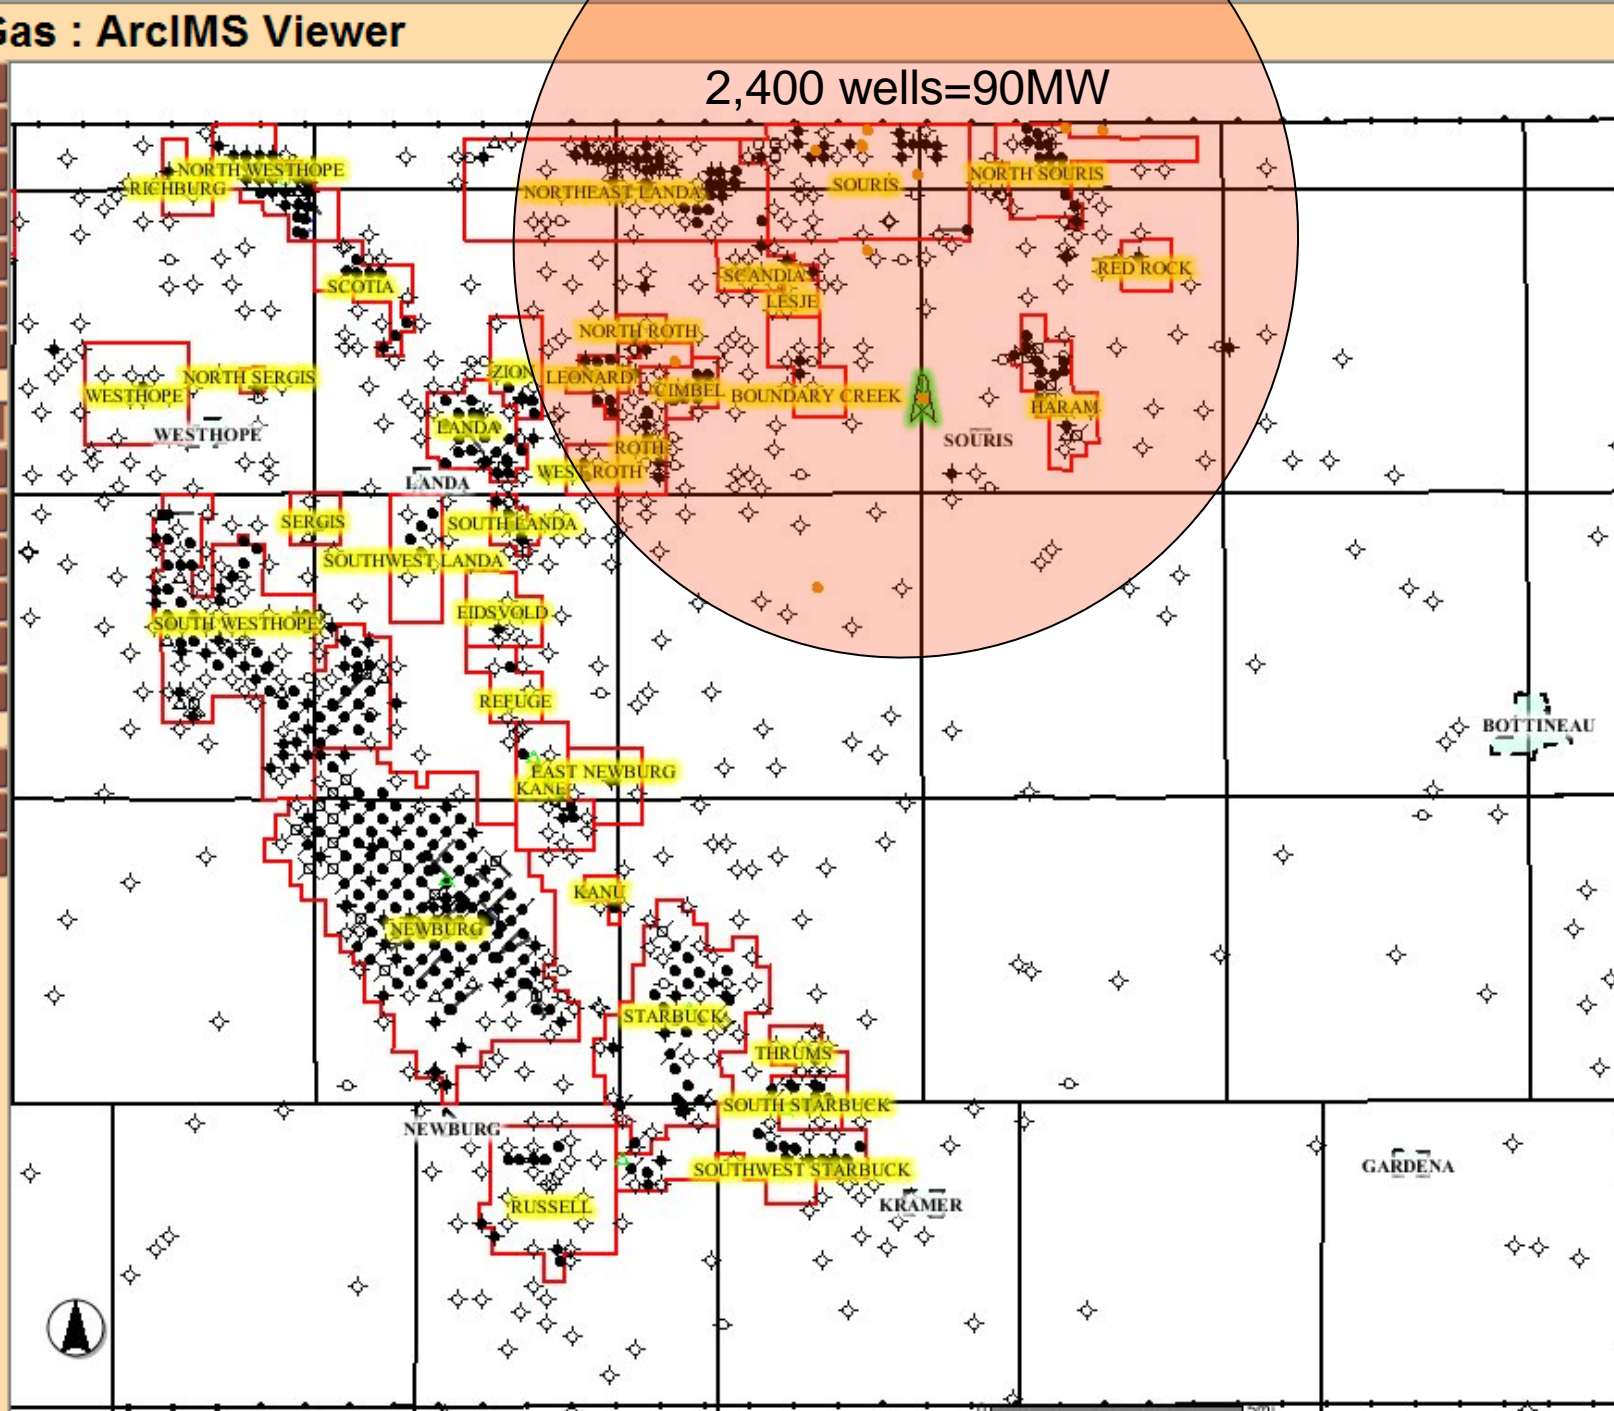 Gas : ArcIMS Viewer
2,400 wells=90MW
NORTH WESTHOPE
RICHBURG
NORTHEAST LANDA
SOURIS
NORTH SOURIS
SCOTIA
SCANDIA
LESJE
RED ROCK
NORTH ROTH
ZION
LEONARD
CIMBEL
BOUNDARY CREEK
NORTH SERGIS
WESTHOPE
HARAM
WESTHOPE
LANDA
SOURIS
ROTH
WEST ROTH
LANDA
SERGIS
SOUTH LANDA
SOUTHWEST LANDA
EIDSVOLD
SOUTH WESTHOPE
REFUGE
BOTTINEAU
EAST NEWBURG
KANE
KANU
NEWBURG
STARBUCK
THRUMS
SOUTH STARBUCK
NEWBURG
SOUTHWEST STARBUCK
GARDENA
RUSSELL
KRAMER